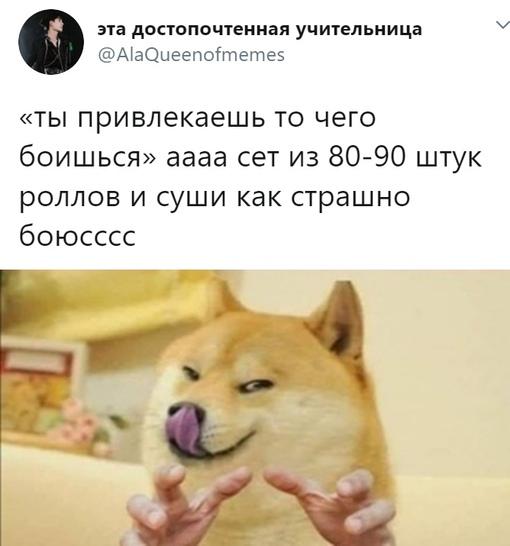 эта достопочтенная учительница
@AlaQueenofmemes
«ты привлекаешь то чего
боишься» аааа сет из 80-90 штук
роллов и суши как страшно
боюсссс